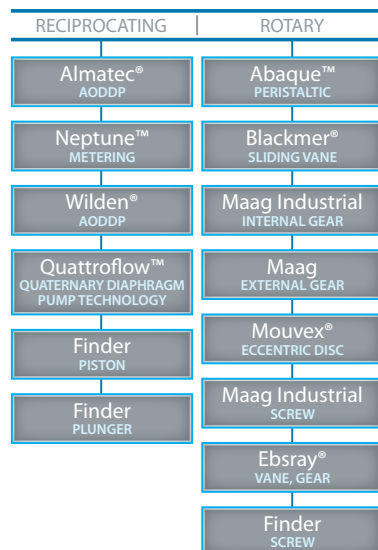 RECIPROCATING | ROTARY
Almatec®
AODDP
Neptune™
METERING
Wilden®
AODDP
Quattroflow™
QUATERNARY DIAPHRAGM
PUMP TECHNOLOGY
Finder
PISTON
Finder
PLUNGER
Abaque™
PERISTALTIC
Blackmer®
SLIDING VANE
Maag Industrial
INTERNAL GEAR
Maag
EXTERNAL GEAR
Mouvex®
ECCENTRIC DISC
Maag Industrial
SCREW
Ebsray®
VANE, GEAR
Finder
SCREW